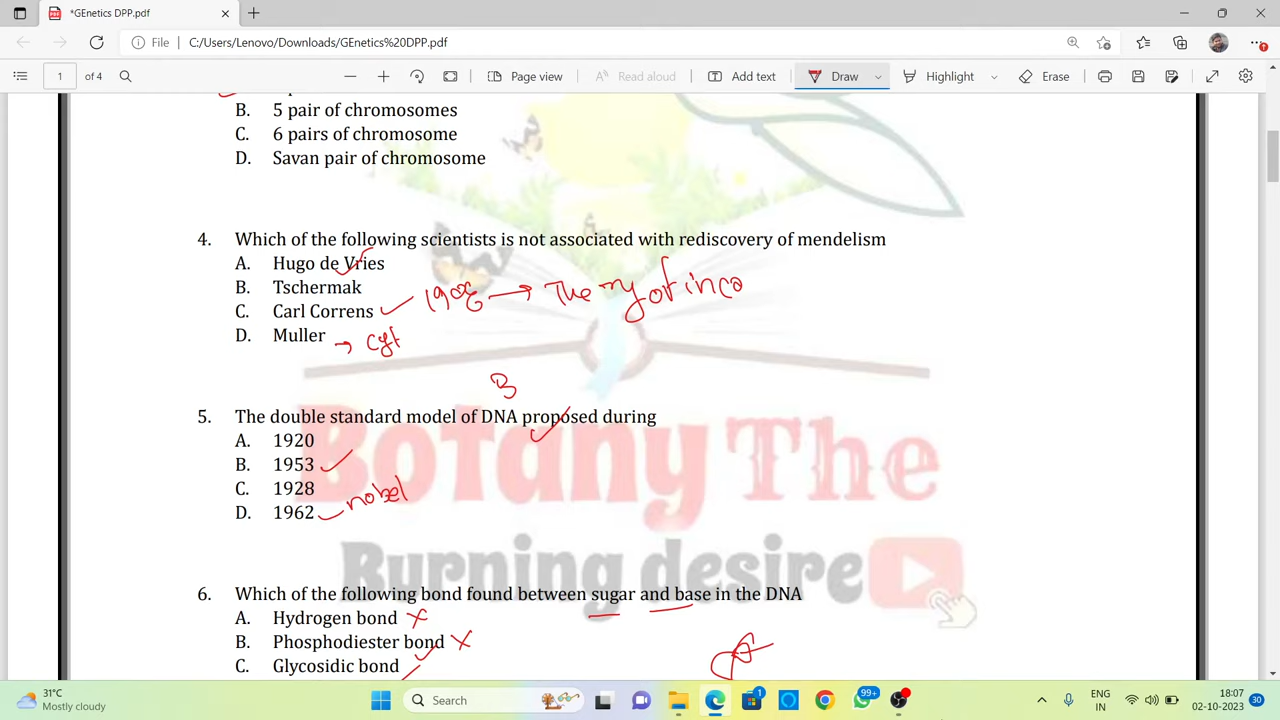 *GEnetics DPP.pdf
File C:/Users/Lenovo/Downloads/GEnetics%20DPP.pdf
1 of 4 Page view Read aloud Add text Draw Highlight Erase
B. 5 pair of chromosomes
C. 6 pairs of chromosome
D. Savan pair of chromosome
4. Which of the following scientists is not associated with rediscovery of mendelism
A. Hugo de Vries
B. Tschermak
C. Carl Correns
D. Muller → cyt
B
5. The double standard model of DNA proposed during
A. 1920
B. 1953
C. 1928
D. 1962 nobel
Botany The
Burning desire
6. Which of the following bond found between sugar and base in the DNA
A. Hydrogen bond
B. Phosphodiester bond
C. Glycosidic bond
31°C
Mostly cloudy
Search
99+
1
ENG
IN
18:07
02-10-2023
30